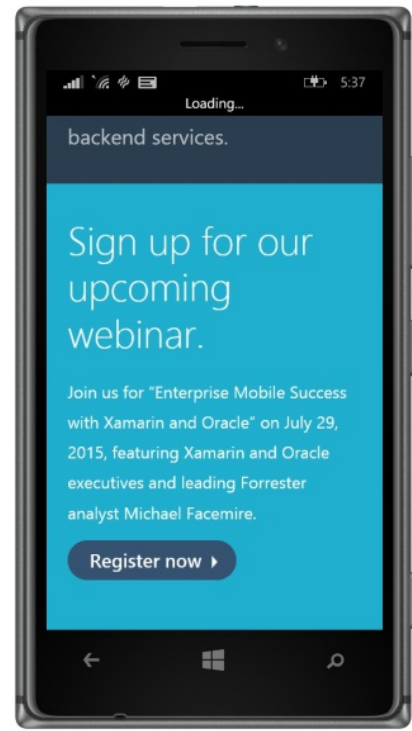 5:37
Loading...
backend services.
Sign up for our
upcoming
webinar.
Join us for “Enterprise Mobile Success
with Xamarin and Oracle” on July 29,
2015, featuring Xamarin and Oracle
executives and leading Forrester
analyst Michael Facemire.
Register now